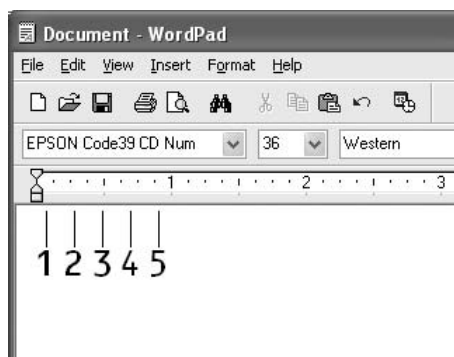 Document - WordPad
File Edit View Insert Format Help
EPSON Code39 CD Num 36 Western
1 2 3
1 2 3 4 5